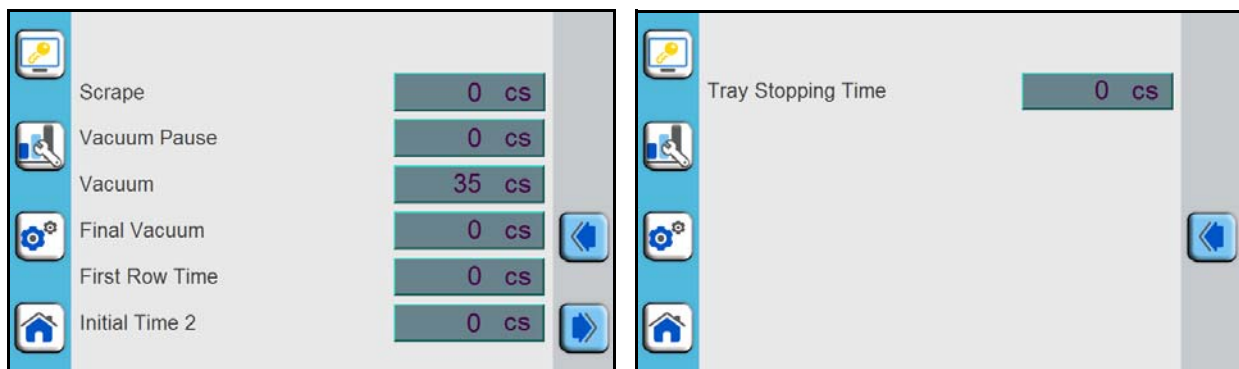 Scrape 0 cs
Vacuum Pause 0 cs
Vacuum 35 cs
Final Vacuum 0 cs
First Row Time 0 cs
Initial Time 2 0 cs
Tray Stopping Time 0 cs